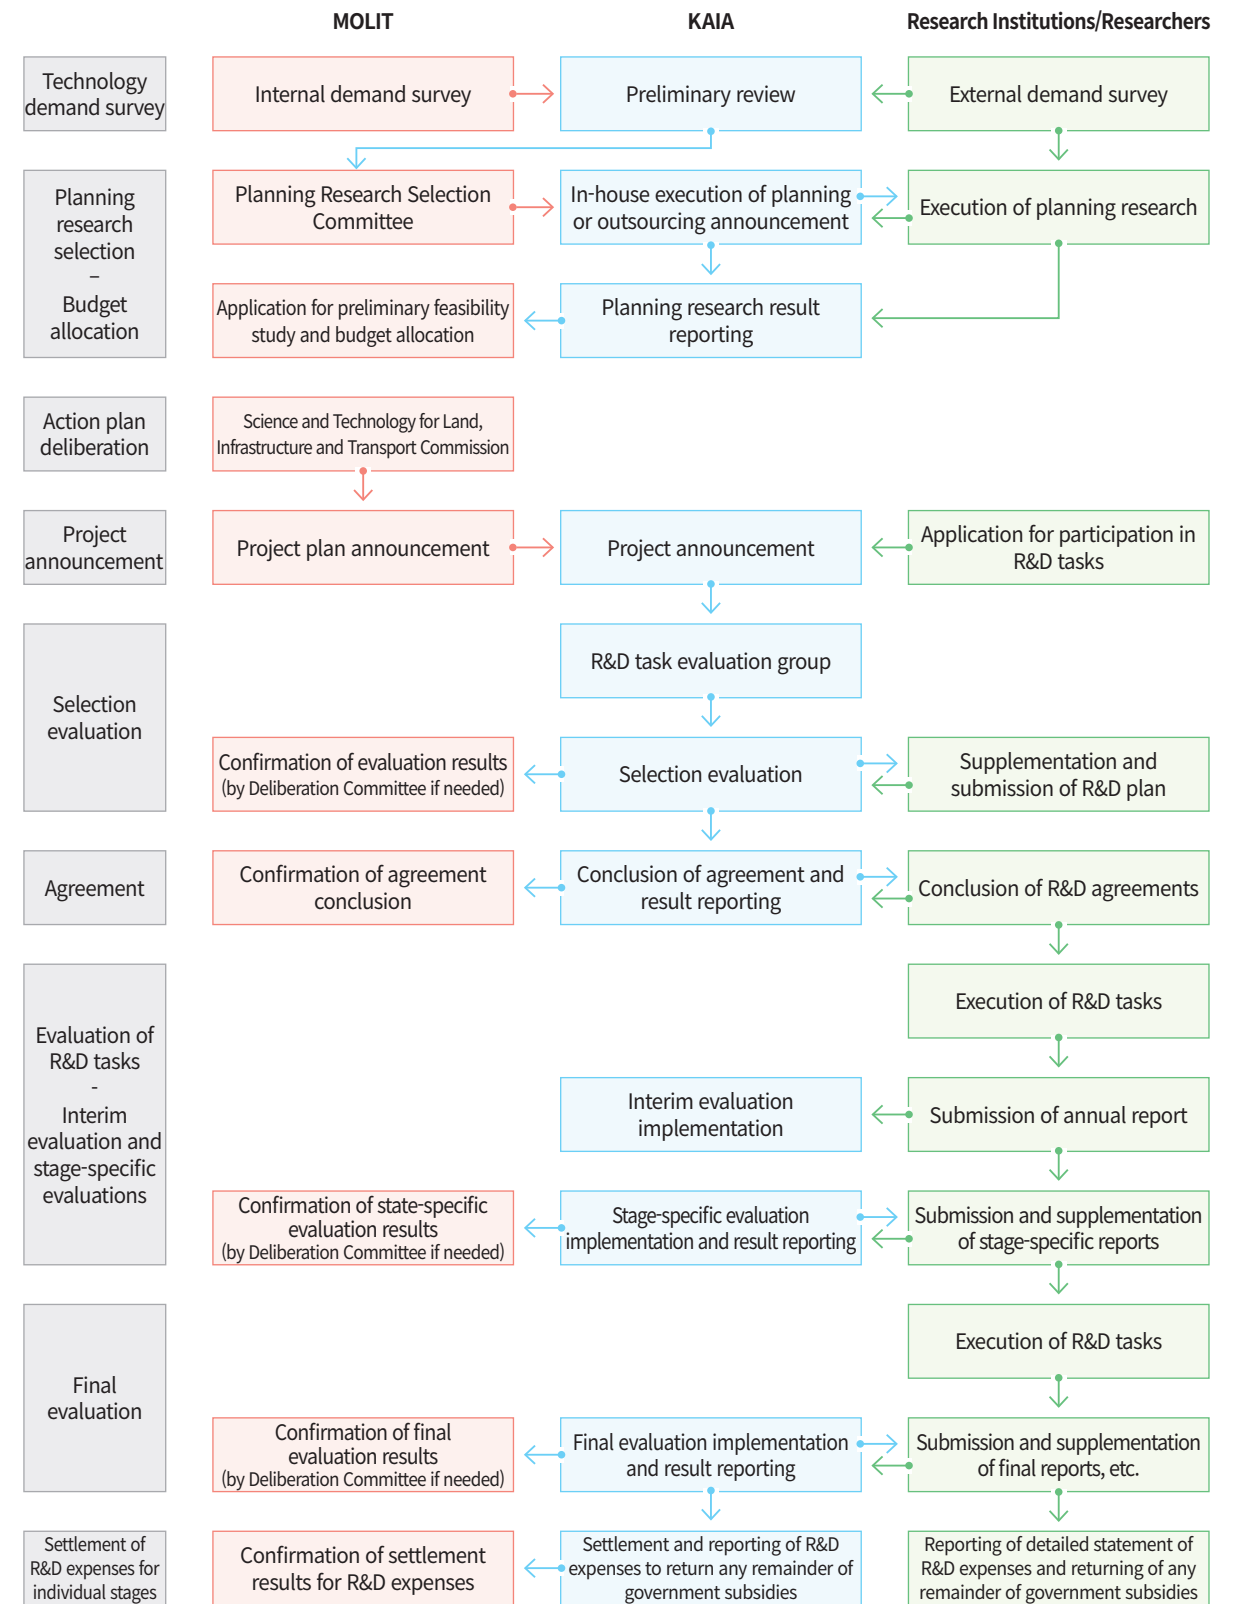 MOLIT
KAIA
Research Institutions/Researchers
Technology
demand survey
Internal demand survey
Preliminary review
External demand survey
Planning
research
selection
–
Budget
allocation
Planning Research Selection
Committee
In-house execution of planning
or outsourcing announcement
Execution of planning research
Application for preliminary feasibility
study and budget allocation
Planning research result
reporting
Action plan
deliberation
Science and Technology for Land,
Infrastructure and Transport Commission
Project
announcement
Project plan announcement
Project announcement
Application for participation in
R&D tasks
Selection
evaluation
R&D task evaluation group
Confirmation of evaluation results
(by Deliberation Committee if needed)
Selection evaluation
Supplementation and
submission of R&D plan
Agreement
Confirmation of agreement
conclusion
Conclusion of agreement and
result reporting
Conclusion of R&D agreements
Evaluation of
R&D tasks
-
Interim
evaluation and
stage-specific
evaluations
Execution of R&D tasks
Interim evaluation
implementation
Submission of annual report
Confirmation of state-specific
evaluation results
(by Deliberation Committee if needed)
Stage-specific evaluation
implementation and result reporting
Submission and supplementation
of stage-specific reports
Final
evaluation
Execution of R&D tasks
Confirmation of final
evaluation results
(by Deliberation Committee if needed)
Final evaluation implementation
and result reporting
Submission and supplementation
of final reports, etc.
Settlement of
R&D expenses for
individual stages
Confirmation of settlement
results for R&D expenses
Settlement and reporting of R&D
expenses to return any remainder of
government subsidies
Reporting of detailed statement of
R&D expenses and returning of any
remainder of government subsidies